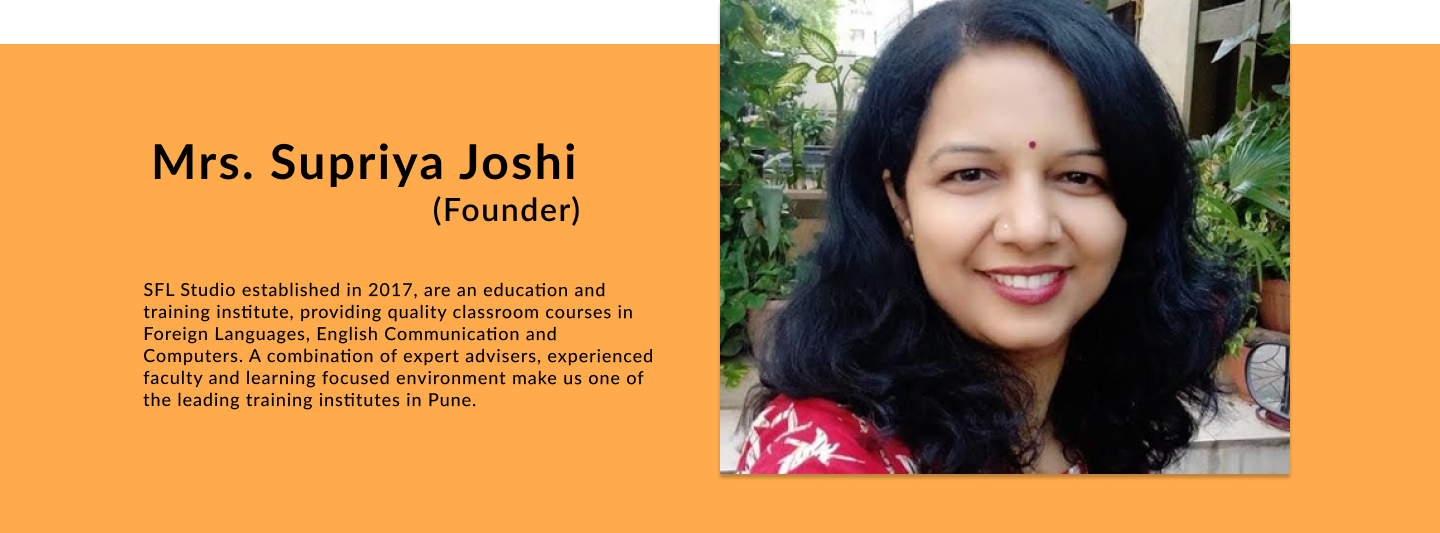 Mrs. Supriya Joshi
(Founder)
SFL Studio established in 2017, are an education and
training institute, providing quality classroom courses in
Foreign Languages, English Communication and
Computers. A combination of expert advisers, experienced
faculty and learning focused environment make us one of
the leading training institutes in Pune.